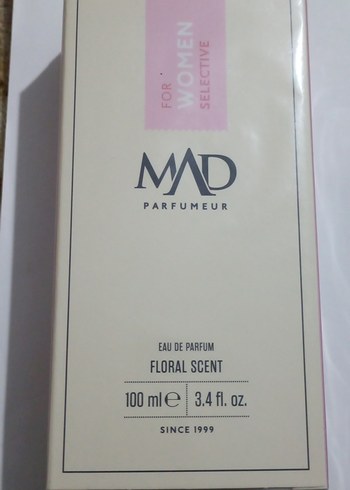 FOR
WOMEN
SELECTIVE
MAD
PARFUMEUR
EAU DE PARFUM
FLORAL SCENT
100 ml ℮ 3.4 fl. oz.
SINCE 1999